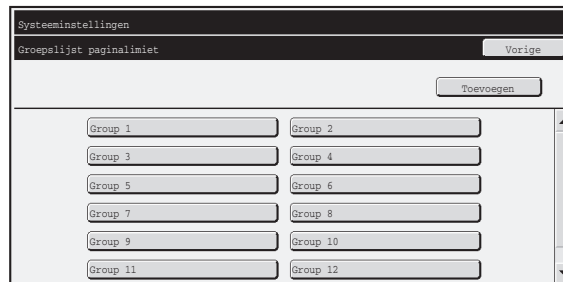 Systeeminstellingen
Groepslijst paginalimiet Vorige
Toevoegen
Group 1 Group 2
Group 3 Group 4
Group 5 Group 6
Group 7 Group 8
Group 9 Group 10
Group 11 Group 12